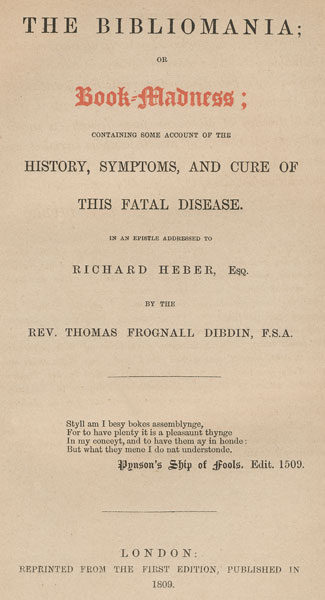 THE BIBLIOMANIA;
OR
Book-Madness;
CONTAINING SOME ACCOUNT OF THE
HISTORY, SYMPTOMS, AND CURE OF
THIS FATAL DISEASE.
IN AN EPISTLE ADDRESSED TO
RICHARD HEBER, Esq.
BY THE
REV. THOMAS FROGNALL DIBDIN, F.S.A.
Styll am I besy bokes assemblynge,
For to have plenty it is a pleasaunt thynge
In my conceyt, and to have them ay in honde:
But what they mene I do nat understonde.
Pynson's Ship of Fools. Edit. 1509.
LONDON:
REPRINTED FROM THE FIRST EDITION, PUBLISHED IN
1809.